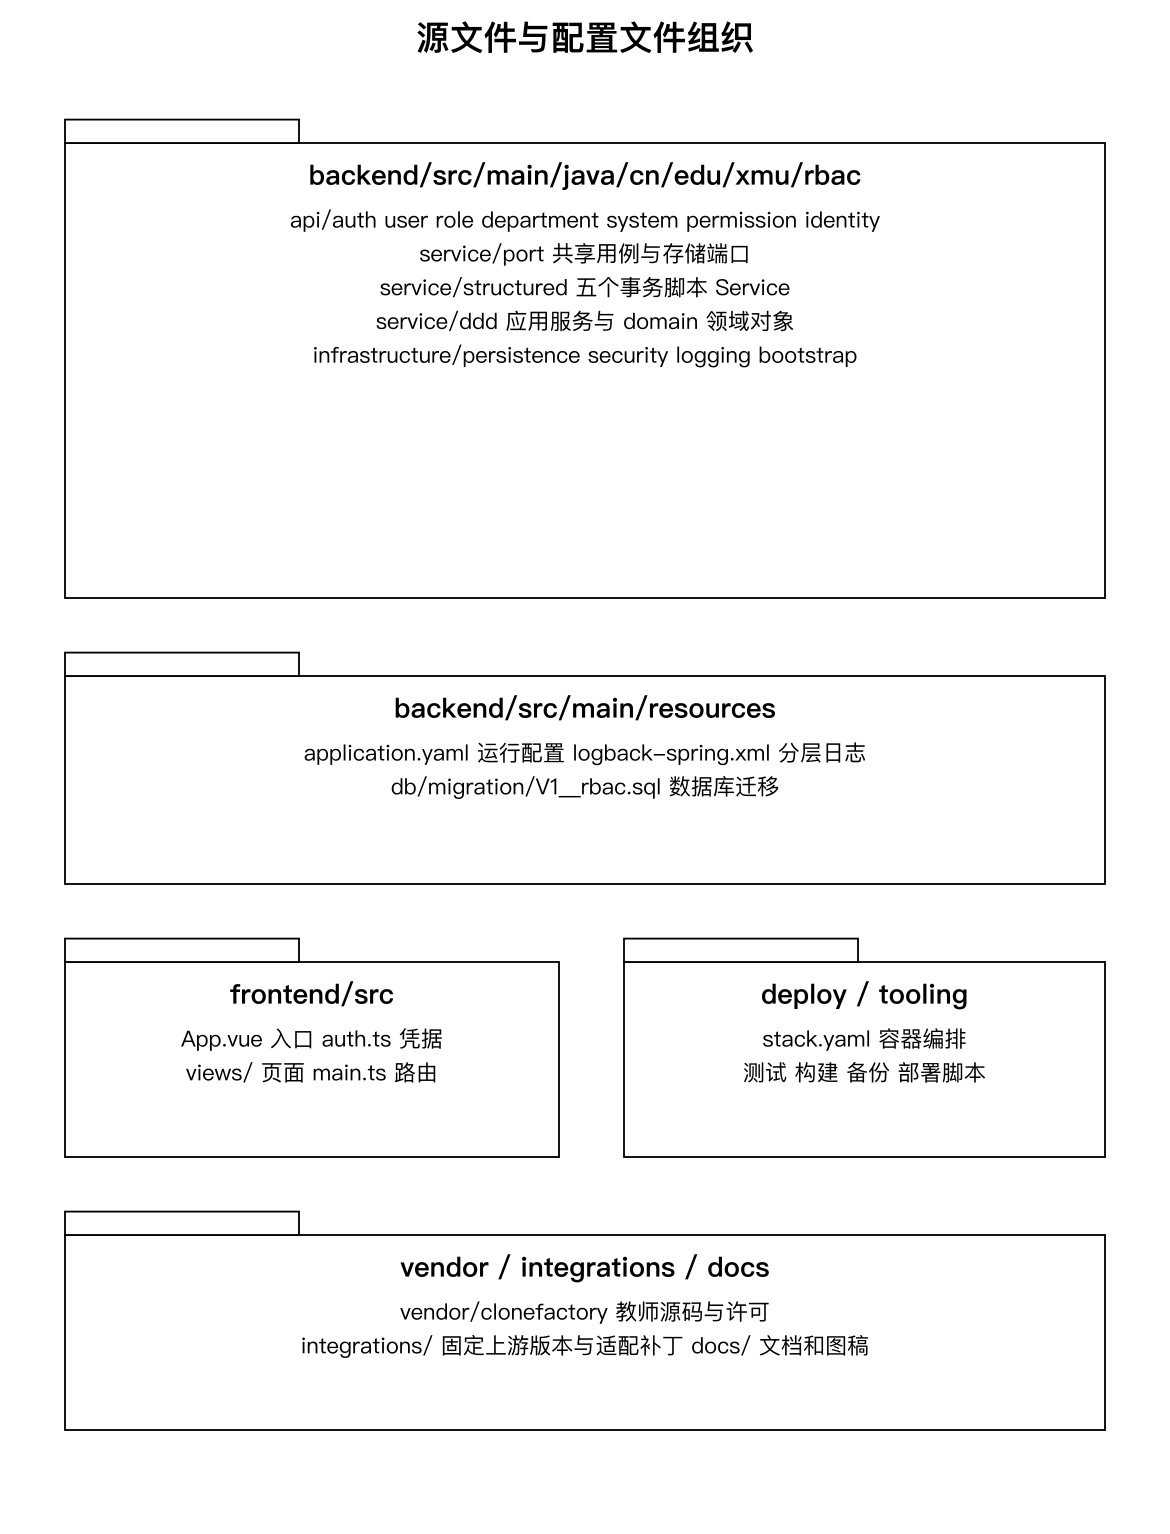 源文件与配置文件组织
backend/src/main/java/cn/edu/xmu/rbac
api/auth user role department system permission identity
service/port 共享用例与存储端口
service/structured 五个事务脚本 Service
service/ddd 应用服务与 domain 领域对象
infrastructure/persistence security logging bootstrap
backend/src/main/resources
application.yaml 运行配置 logback-spring.xml 分层日志
db/migration/V1__rbac.sql 数据库迁移
frontend/src
App.vue 入口 auth.ts 凭据
views/ 页面 main.ts 路由
deploy / tooling
stack.yaml 容器编排
测试 构建 备份 部署脚本
vendor / integrations / docs
vendor/clonefactory 教师源码与许可
integrations/ 固定上游版本与适配补丁 docs/ 文档和图稿